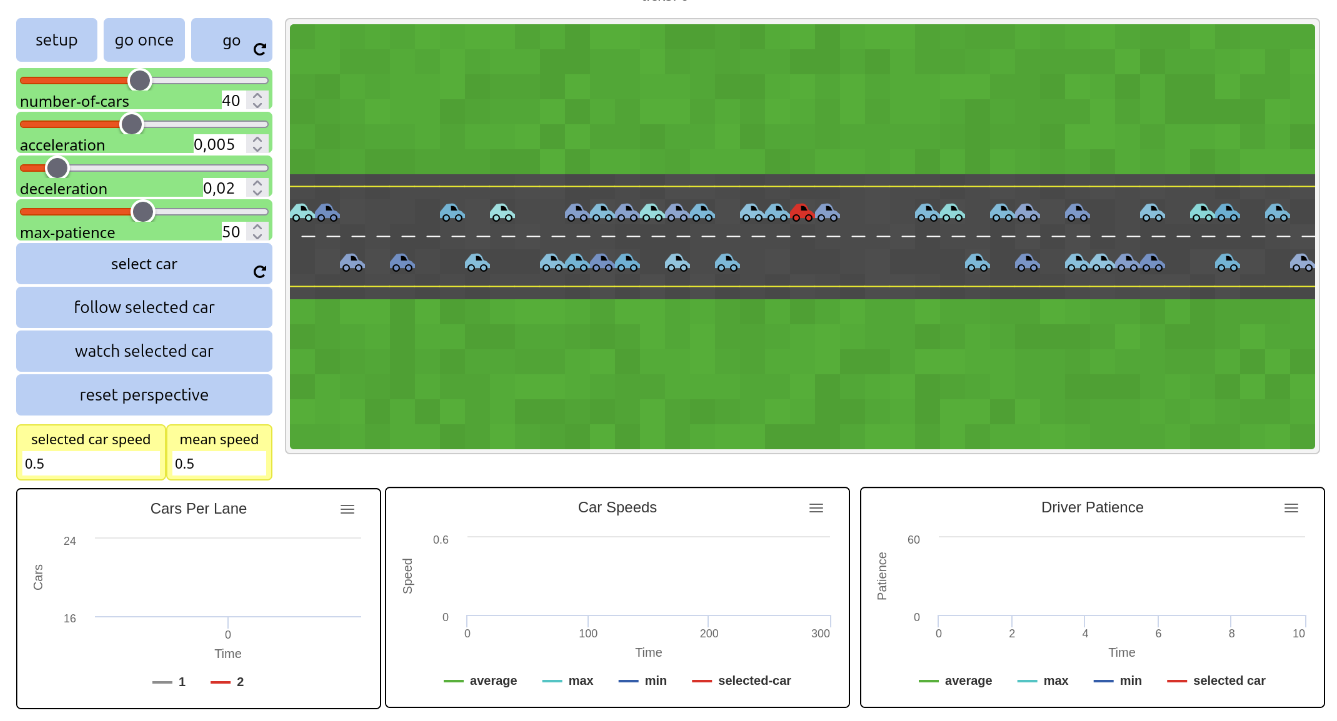 setup
go once
go
number-of-cars 40
acceleration 0,005
deceleration 0,02
max-patience 50
select car
follow selected car
watch selected car
reset perspective
selected car speed
0.5
mean speed
0.5
Cars Per Lane
24
Cars
16
0
Time
1 2
Car Speeds
0.6
Speed
0
0 100 200 300
Time
average max min selected-car
Driver Patience
60
Patience
0
0 2 4 6 8 10
Time
average max min selected car